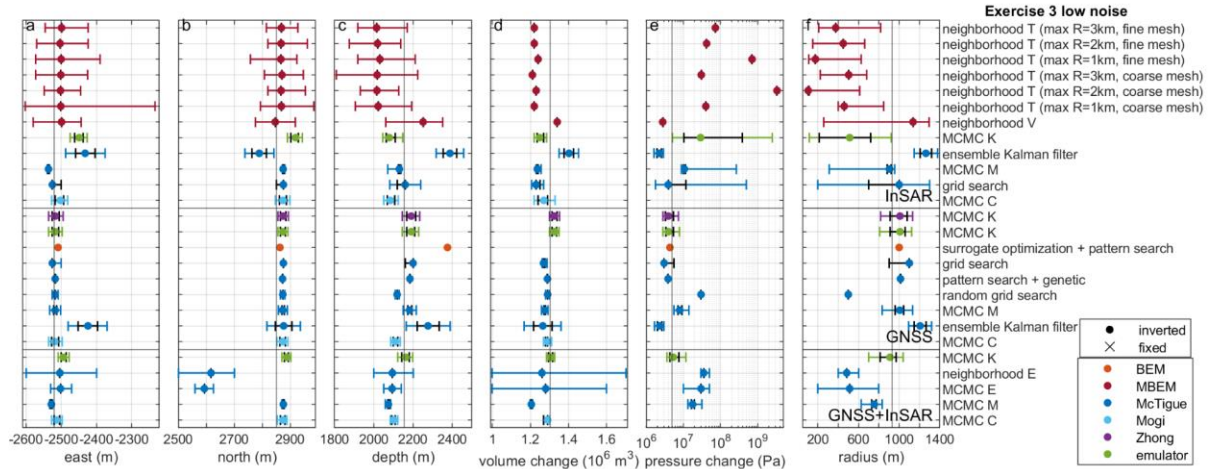 Exercise 3 low noise
a
b
c
d
e
f
neighborhood T (max R=3km, fine mesh)
neighborhood T (max R=2km, fine mesh)
neighborhood T (max R=1km, fine mesh)
neighborhood T (max R=3km, coarse mesh)
neighborhood T (max R=2km, coarse mesh)
neighborhood T (max R=1km, coarse mesh)
neighborhood V
MCMC K
ensemble Kalman filter
MCMC M
grid search
InSAR
MCMC C
MCMC K
MCMC K
surrogate optimization + pattern search
grid search
pattern search + genetic
random grid search
MCMC M
ensemble Kalman filter
GNSS
MCMC C
MCMC K
neighborhood E
MCMC E
MCMC M
GNSS+InSAR
MCMC C
inverted
fixed
BEM
MBEM
McTigue
Mogi
Zhong
emulator
-2600 -2500 -2400 -2300 -2200
east (m)
2500 2700 2900
north (m)
1800 2000 2200 2400
depth (m)
1 1.2 1.4 1.6
volume change (10⁶ m³)
10⁶ 10⁷ 10⁸ 10⁹
pressure change (Pa)
200 600 1000 1400
radius (m)